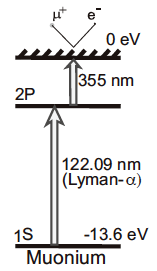 μ⁺ e⁻
0 eV
355 nm
2P
122.09 nm
(Lyman-α)
1S -13.6 eV
Muonium